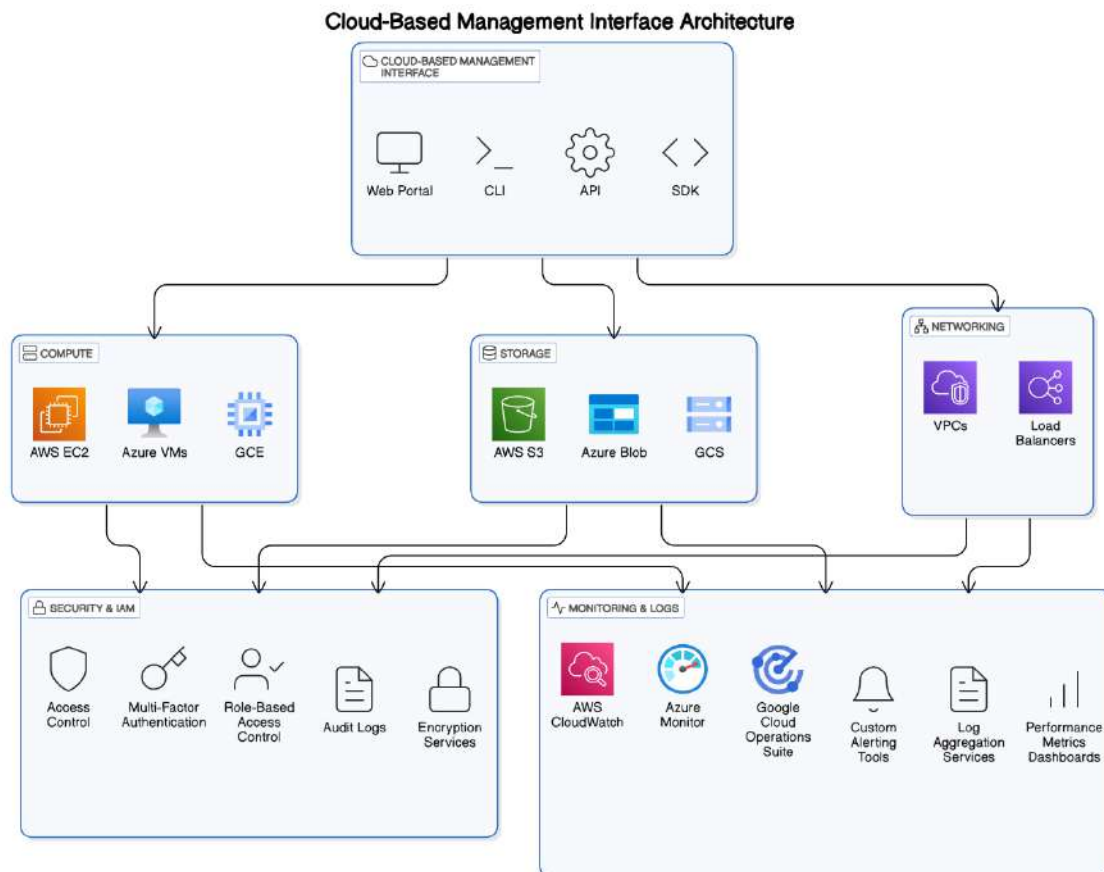 Cloud-Based Management Interface Architecture
CLOUD-BASED MANAGEMENT
INTERFACE
Web Portal
CLI
API
SDK
COMPUTE
AWS EC2
Azure VMs
GCE
STORAGE
AWS S3
Azure Blob
GCS
NETWORKING
VPCs
Load
Balancers
SECURITY & IAM
Access
Control
Multi-Factor
Authentication
Role-Based
Access
Control
Audit Logs
Encryption
Services
MONITORING & LOGS
AWS
CloudWatch
Azure
Monitor
Google
Cloud
Operations
Suite
Custom
Alerting
Tools
Log
Aggregation
Services
Performance
Metrics
Dashboards